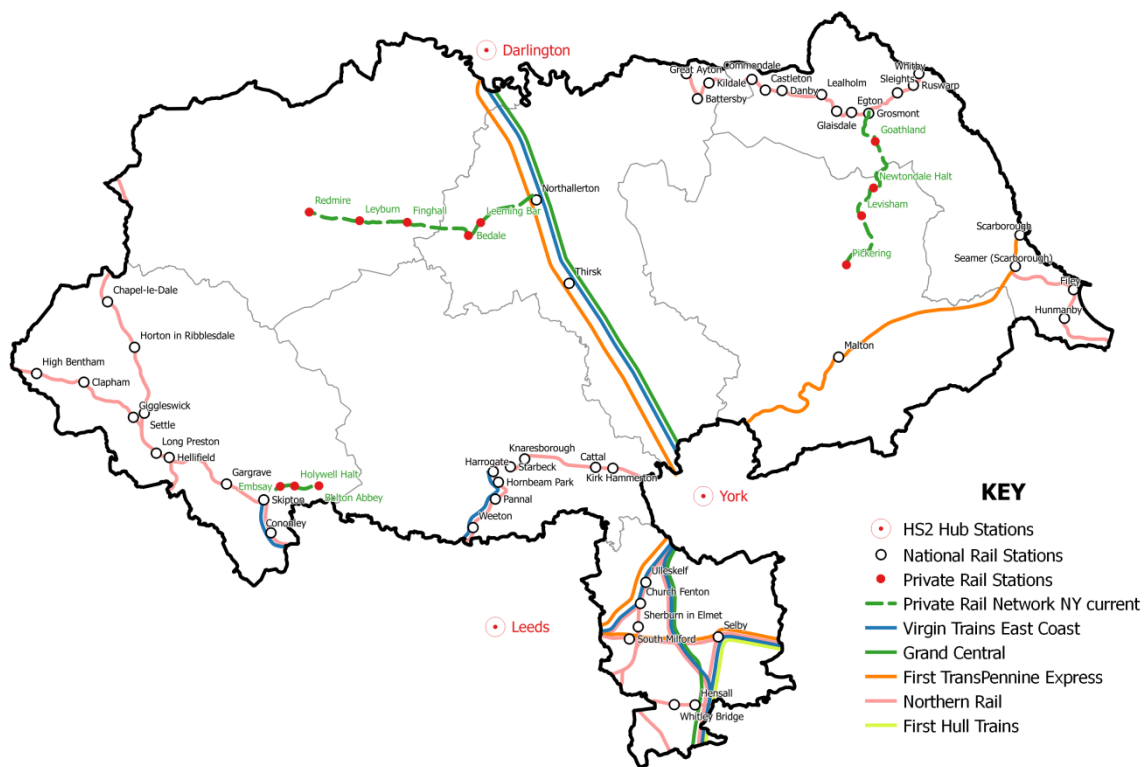 Darlington
Great Ayton
Commondale
Kildale
Battersby
Castleton
Danby
Lealholm
Glaisdale
Egton
Grosmont
Whitby
Sleights
Ruswarp
Goathland
Newtondale Halt
Levisham
Pickering
Redmire
Leyburn
Finghall
Leeming Bar
Bedale
Northallerton
Thirsk
Scarborough
Seamer (Scarborough)
Filey
Hunmanby
Malton
Chapel-le-Dale
Horton in Ribblesdale
High Bentham
Clapham
Giggleswick
Settle
Long Preston
Hellifield
Gargrave
Embsay
Holywell Halt
Bolton Abbey
Skipton
Cononley
Knaresborough
Harrogate
Starbeck
Hornbeam Park
Pannal
Weeton
Cattal
Kirk Hammerton
York
Leeds
Ulleskelf
Church Fenton
Sherburn in Elmet
South Milford
Selby
Hensall
Whitley Bridge
KEY
HS2 Hub Stations
National Rail Stations
Private Rail Stations
Private Rail Network NY current
Virgin Trains East Coast
Grand Central
First TransPennine Express
Northern Rail
First Hull Trains